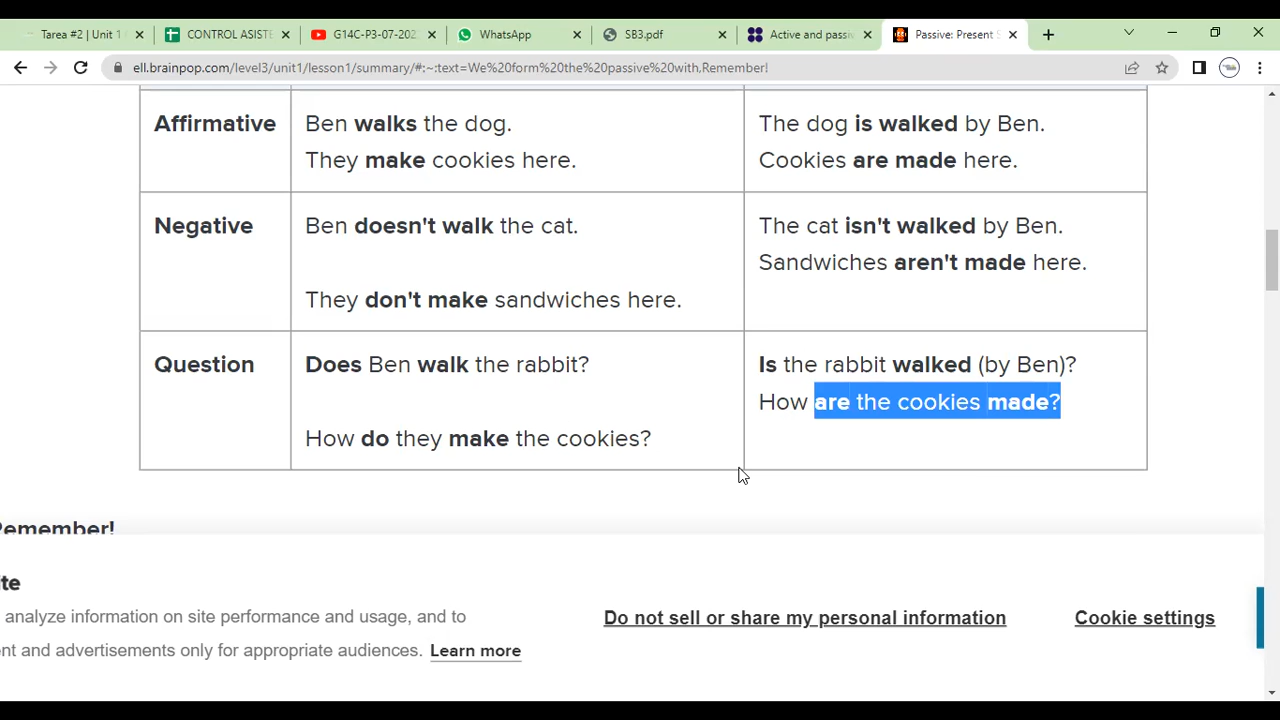 Tarea #2 | Unit 1
CONTROL ASISTE
G14C-P3-07-202
WhatsApp
SB3.pdf
Active and pass
Passive: Present S
ell.brainpop.com/level3/unit1/lesson1/summary/#:~:text=We%20form%20the%20passive%20with,Remember!
Affirmative
Ben walks the dog.
They make cookies here.
The dog is walked by Ben.
Cookies are made here.
Negative
Ben doesn't walk the cat.
They don't make sandwiches here.
The cat isn't walked by Ben.
Sandwiches aren't made here.
Question
Does Ben walk the rabbit?
How do they make the cookies?
Is the rabbit walked (by Ben)?
How are the cookies made?
Remember!
ite
analyze information on site performance and usage, and to
nt and advertisements only for appropriate audiences. Learn more
Do not sell or share my personal information
Cookie settings